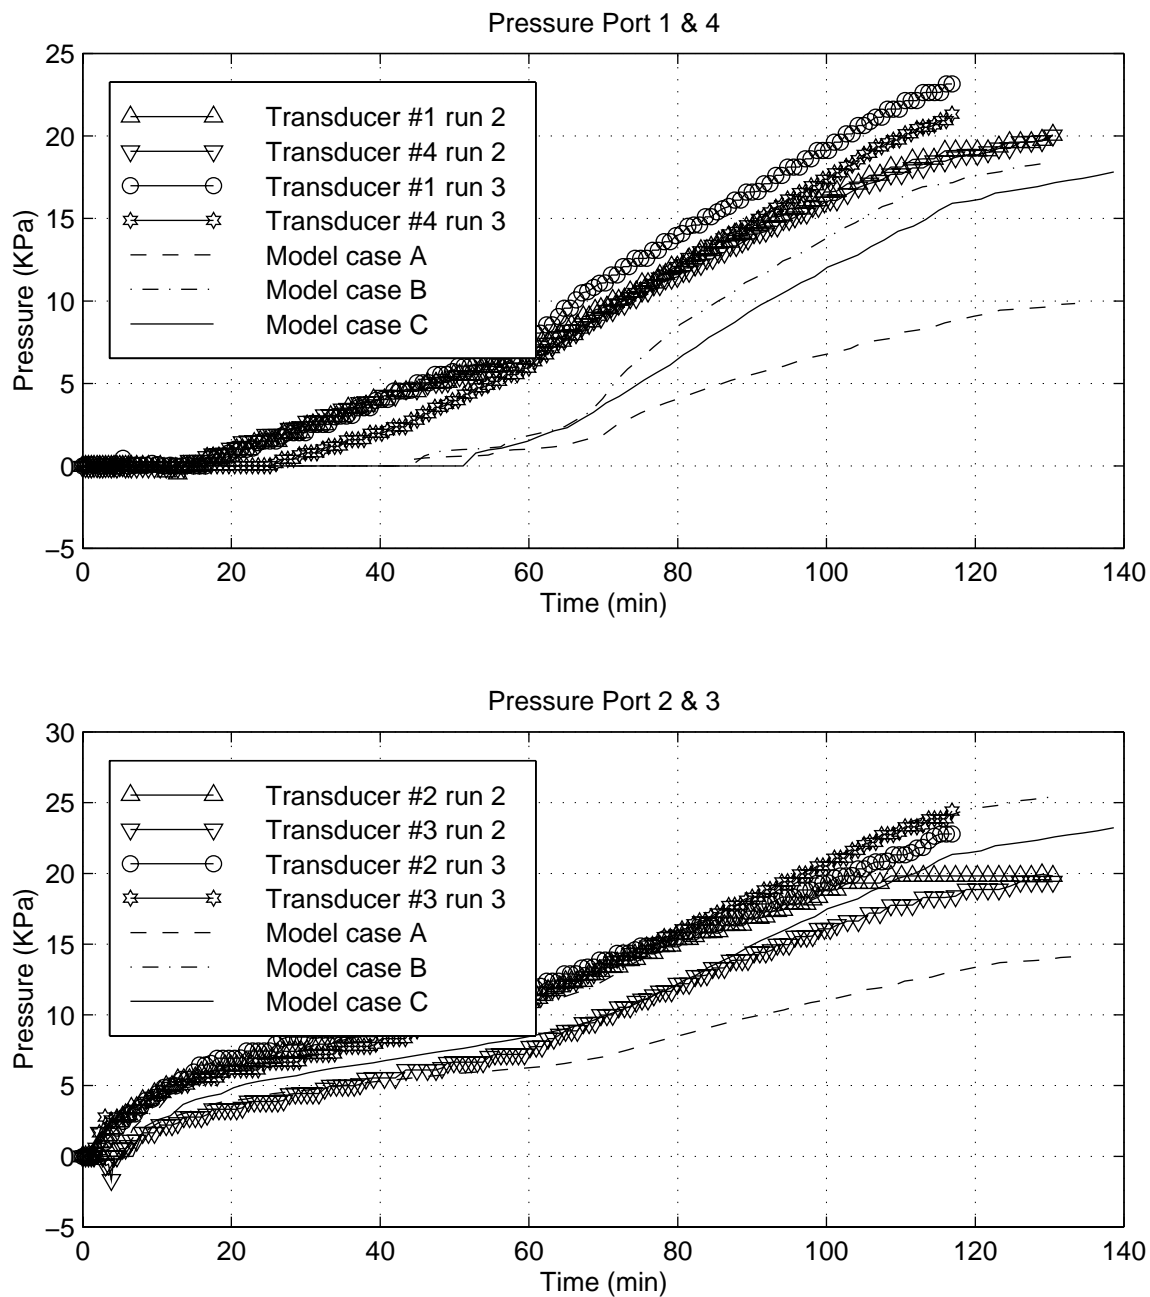 Pressure Port 1 & 4
25
20
15
10
5
0
−5
Pressure (KPa)
Transducer #1 run 2
Transducer #4 run 2
Transducer #1 run 3
Transducer #4 run 3
Model case A
Model case B
Model case C
0 20 40 60 80 100 120 140
Time (min)
Pressure Port 2 & 3
30
25
20
15
10
5
0
−5
Pressure (KPa)
Transducer #2 run 2
Transducer #3 run 2
Transducer #2 run 3
Transducer #3 run 3
Model case A
Model case B
Model case C
0 20 40 60 80 100 120 140
Time (min)